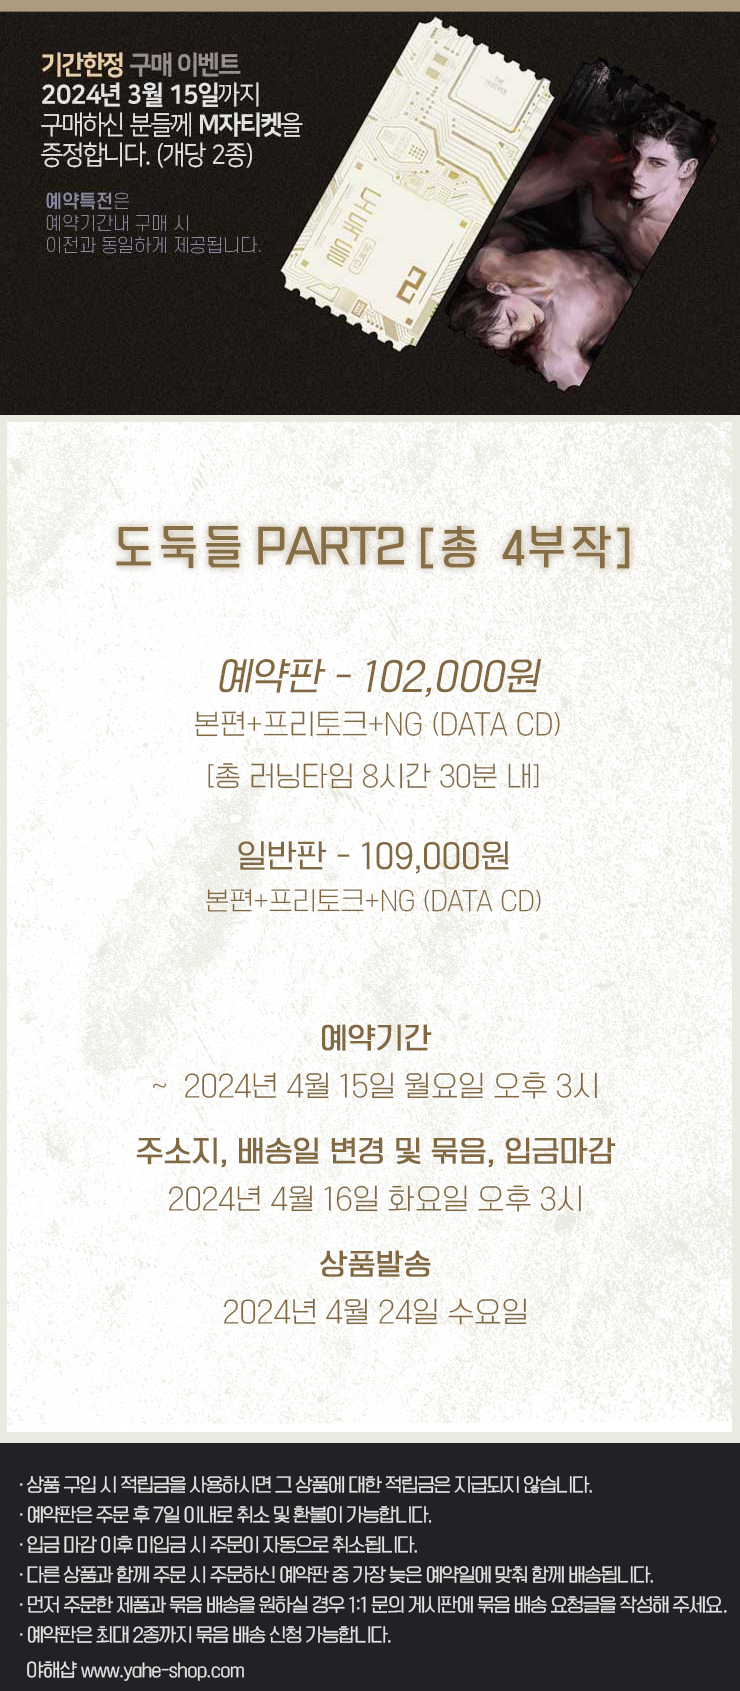 기간한정 구매 이벤트
2024년 3월 15일까지
구매하신 분들께 M자티켓을
증정합니다. (개당 2종)
예약특전은
예약기간내 구매 시
이전과 동일하게 제공됩니다.
THE THIEVES
도둑들
2
도둑들 PART2 [총 4부작]
예약판 - 102,000원
본편+프리토크+NG (DATA CD)
[총 러닝타임 8시간 30분 내]
일반판 - 109,000원
본편+프리토크+NG (DATA CD)
예약기간
~ 2024년 4월 15일 월요일 오후 3시
주소지, 배송일 변경 및 묶음, 입금마감
2024년 4월 16일 화요일 오후 3시
상품발송
2024년 4월 24일 수요일
· 상품 구입 시 적립금을 사용하시면 그 상품에 대한 적립금은 지급되지 않습니다.
· 예약판은 주문 후 7일 이내로 취소 및 환불이 가능합니다.
· 입금 마감 이후 미입금 시 주문이 자동으로 취소됩니다.
· 다른 상품과 함께 주문 시 주문하신 예약판 중 가장 늦은 예약일에 맞춰 함께 배송됩니다.
· 먼저 주문한 제품과 묶음 배송을 원하실 경우 1:1 문의 게시판에 묶음 배송 요청글을 작성해 주세요.
· 예약판은 최대 2종까지 묶음 배송 신청 가능합니다.
야해샵 www.yahe-shop.com